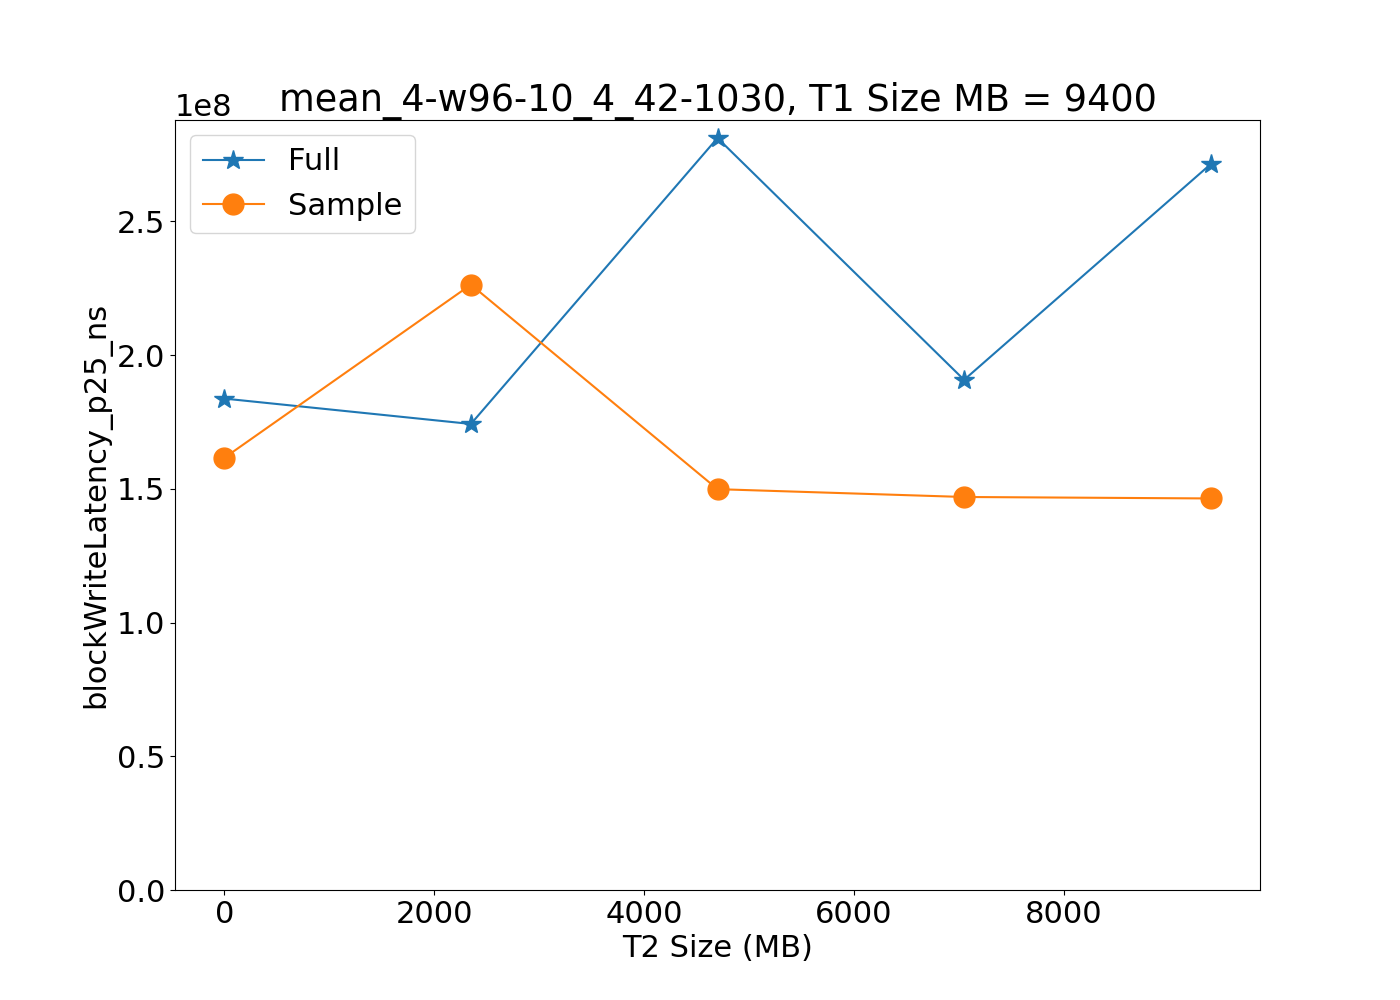 mean_4-w96-10_4_42-1030, T1 Size MB = 9400
1e8
Full
Sample
2.5
2.0
1.5
1.0
0.5
0.0
blockWriteLatency_p25_ns
0 2000 4000 6000 8000
T2 Size (MB)